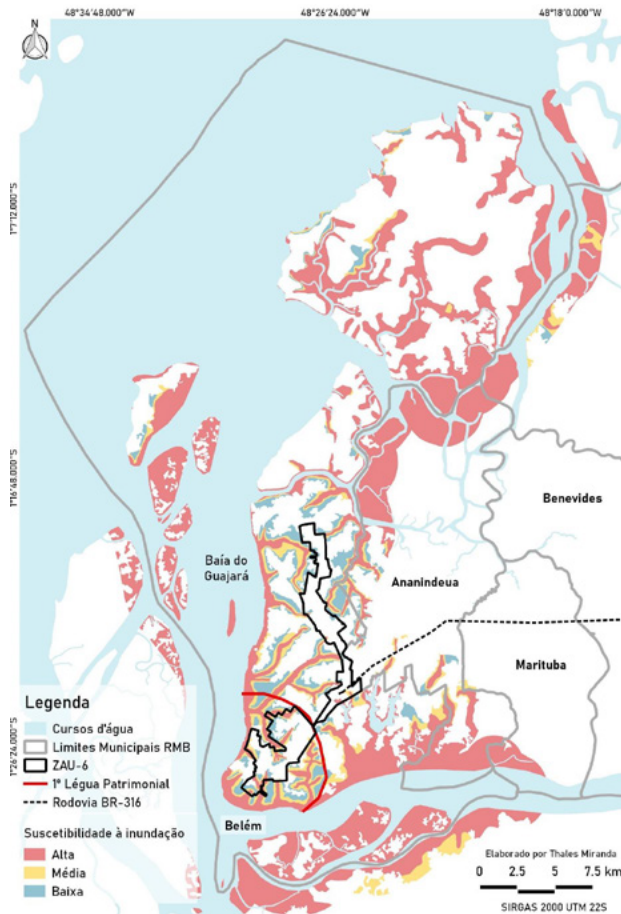 48°34'48.000"W
48°26'24.000"W
48°18'0.000"W
N
1°7'12.000"S
1°16'48.000"S
1°26'24.000"S
Benevides
Baía do
Guajará
Ananindeua
Marituba
Belém
Legenda
Cursos d'água
Limites Municipais RMB
ZAU-6
1ª Légua Patrimonial
Rodovia BR-316
Suscetibilidade à inundação
Alta
Média
Baixa
Elaborado por Thales Miranda
0 2.5 5 7.5 km
SIRGAS 2000 UTM 22S